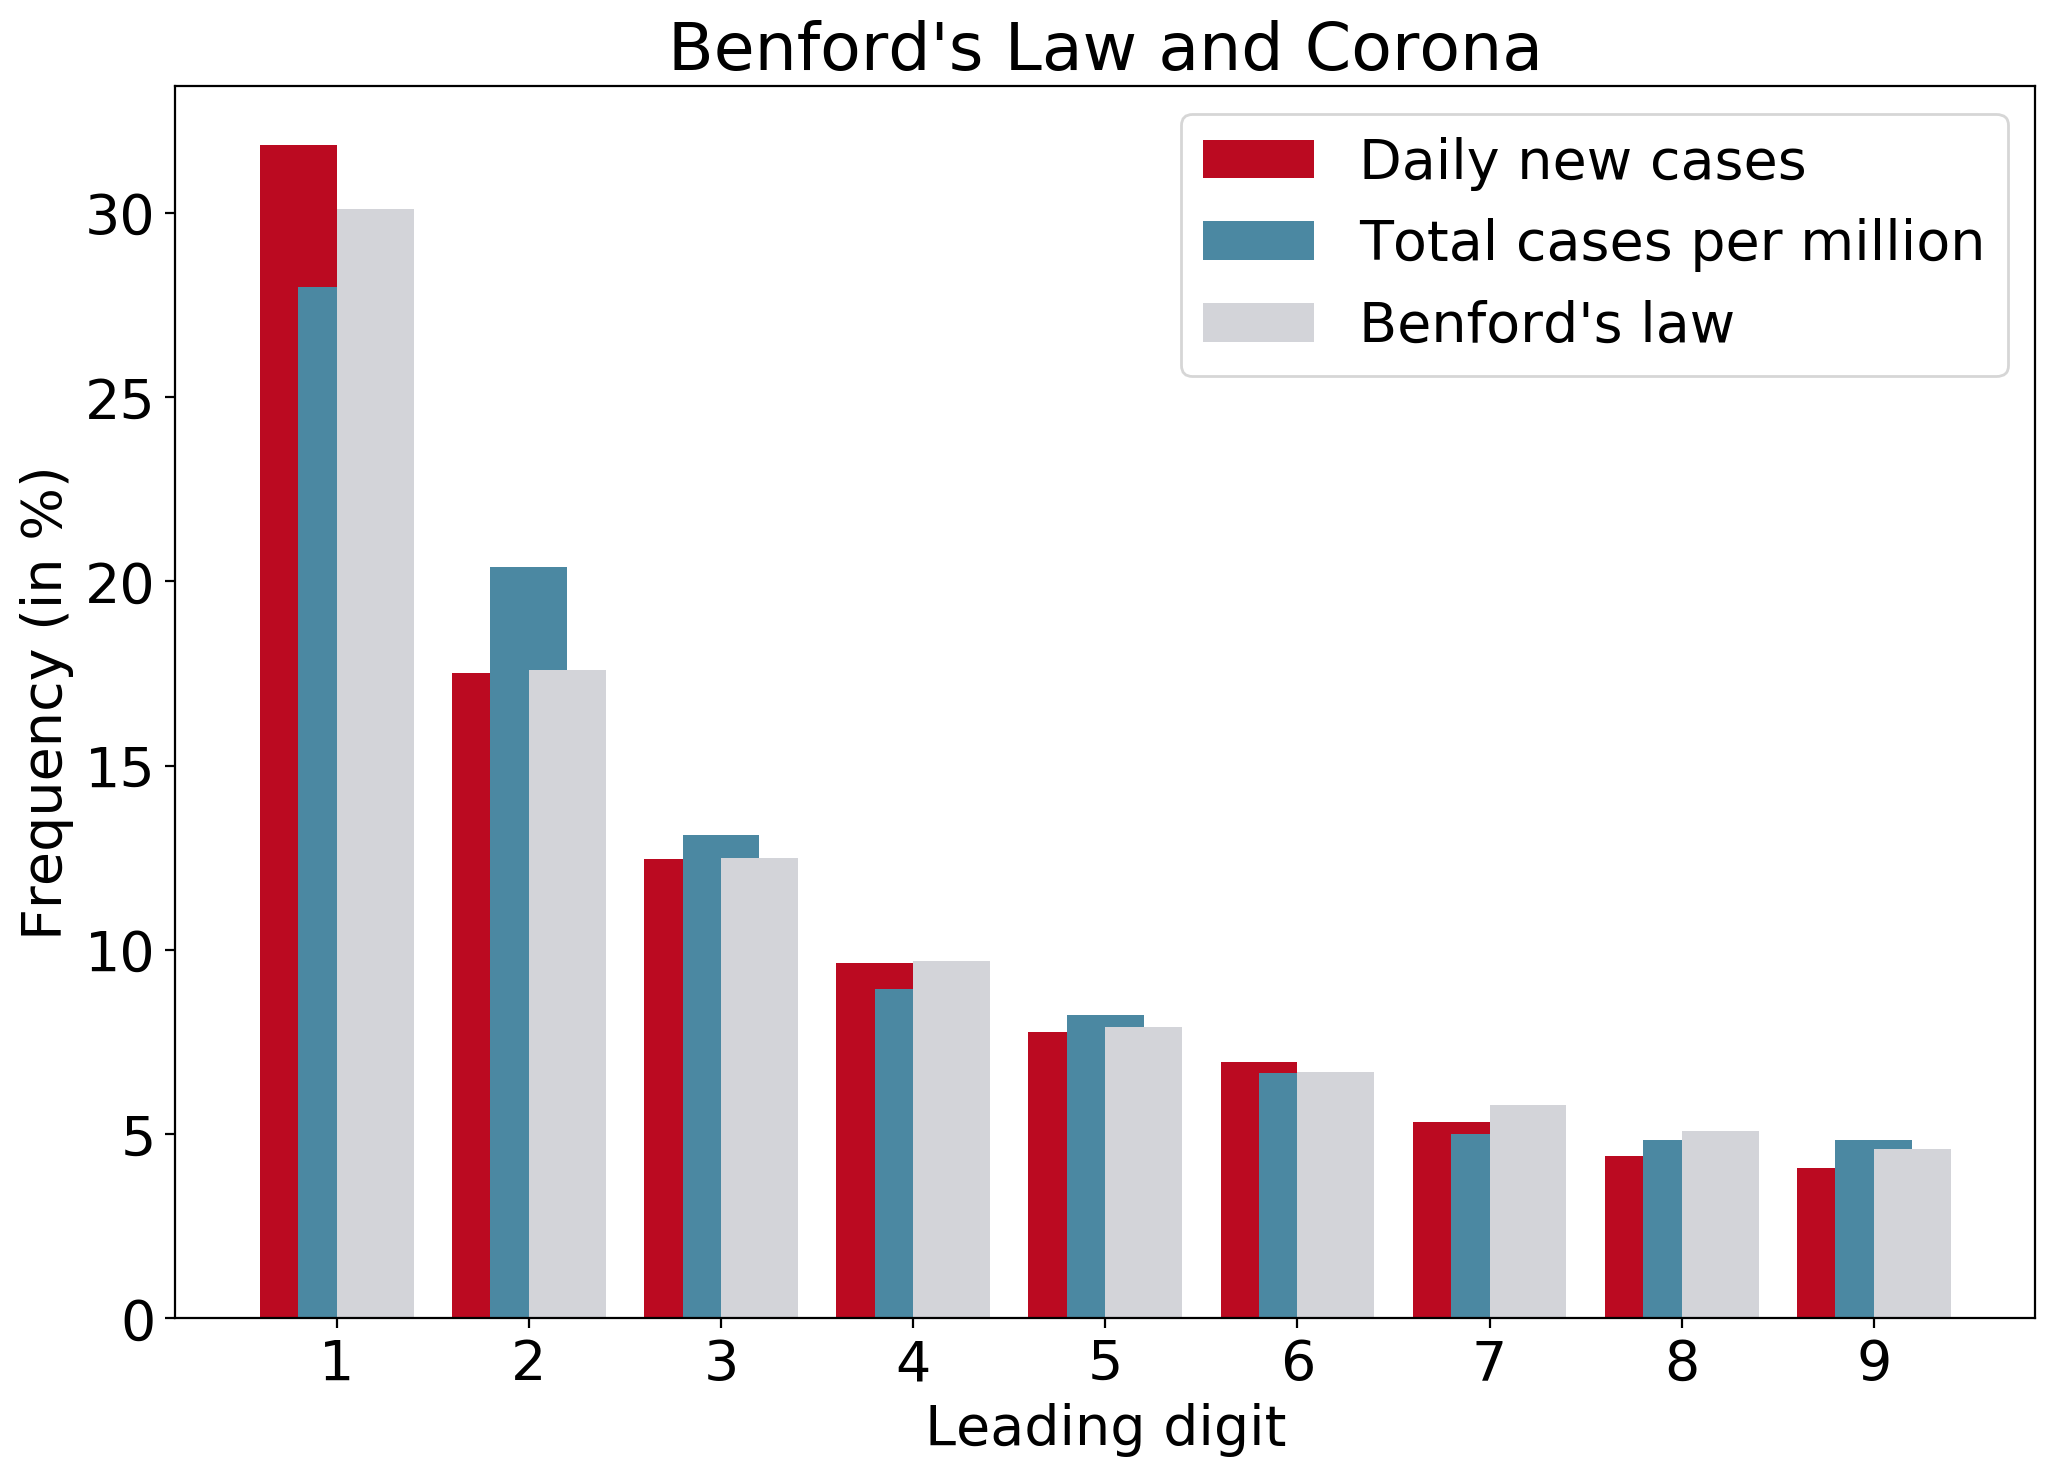 Benford's Law and Corona
Daily new cases
Total cases per million
Benford's law
Frequency (in %)
30
25
20
15
10
5
0
1 2 3 4 5 6 7 8 9
Leading digit